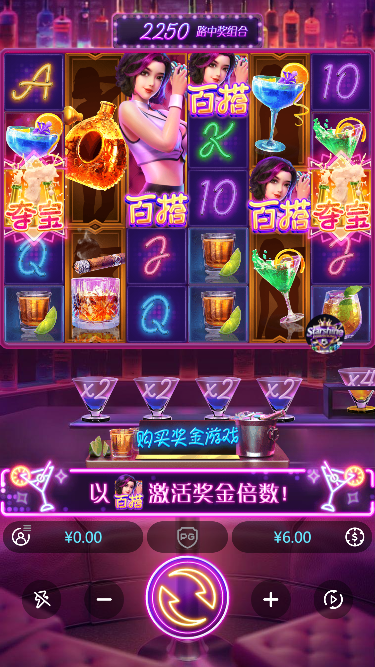 2250 路中奖组合
A
10
百搭
K
夺宝
百搭
10
百搭
夺宝
Q
J
J
Q
Starshine
x2 x2 x2 x2 x4
购买奖金游戏
以 百搭 激活奖金倍数!
¥0.00
PG
¥6.00